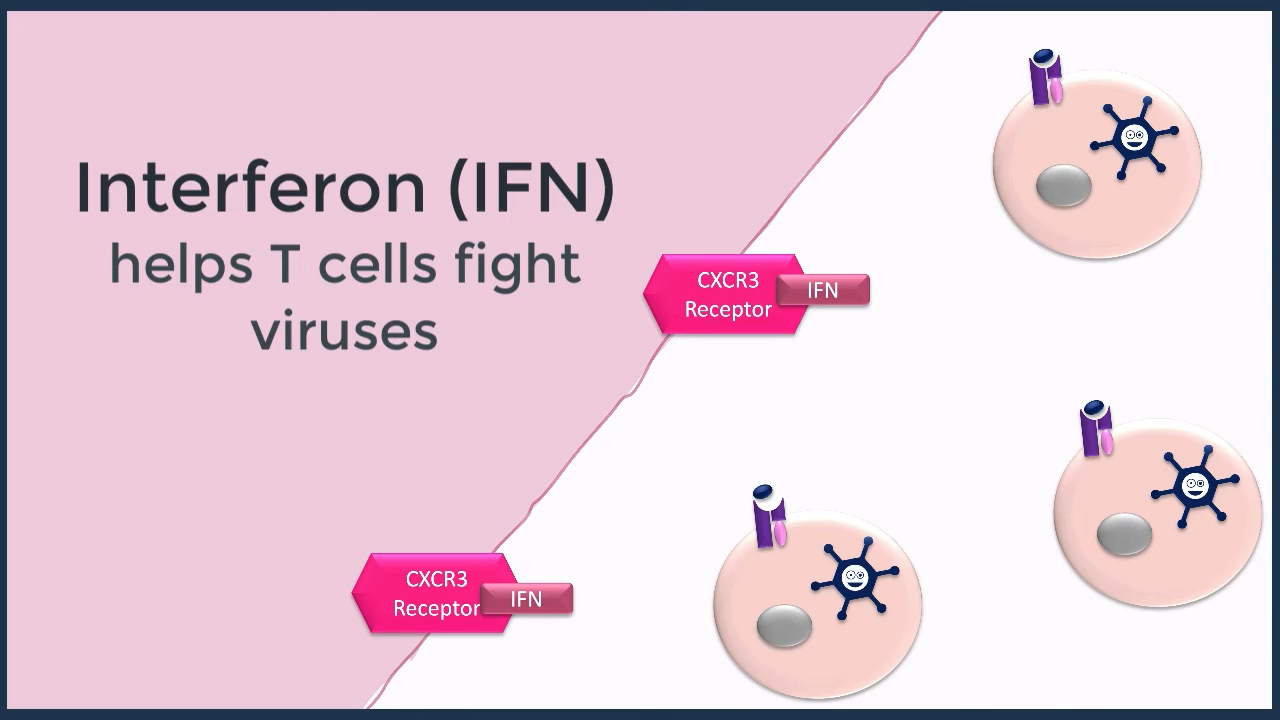 Interferon (IFN)
helps T cells fight
viruses
CXCR3
Receptor
IFN
CXCR3
Receptor
IFN